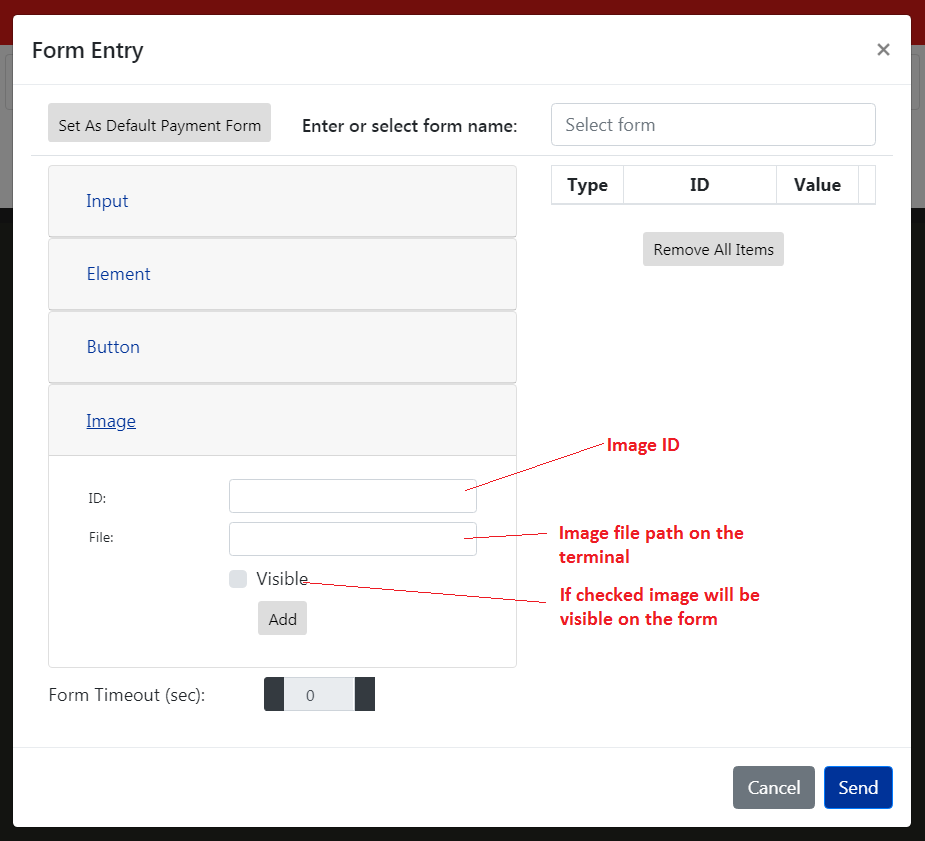 Form Entry
×
Set As Default Payment Form
Enter or select form name:
Select form
Type ID Value
Input
Remove All Items
Element
Button
Image
Image ID
ID:
Image file path on the
terminal
File:
Visible
If checked image will be
visible on the form
Add
Form Timeout (sec):
0
Cancel
Send